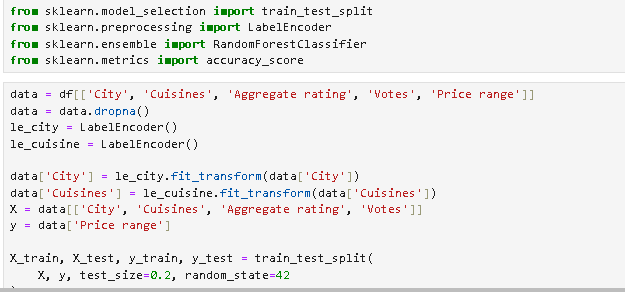 from sklearn.model_selection import train_test_split
from sklearn.preprocessing import LabelEncoder
from sklearn.ensemble import RandomForestClassifier
from sklearn.metrics import accuracy_score
data = df[['City', 'Cuisines', 'Aggregate rating', 'Votes', 'Price range']]
data = data.dropna()
le_city = LabelEncoder()
le_cuisine = LabelEncoder()
data['City'] = le_city.fit_transform(data['City'])
data['Cuisines'] = le_cuisine.fit_transform(data['Cuisines'])
X = data[['City', 'Cuisines', 'Aggregate rating', 'Votes']]
y = data['Price range']
X_train, X_test, y_train, y_test = train_test_split(
    X, y, test_size=0.2, random_state=42